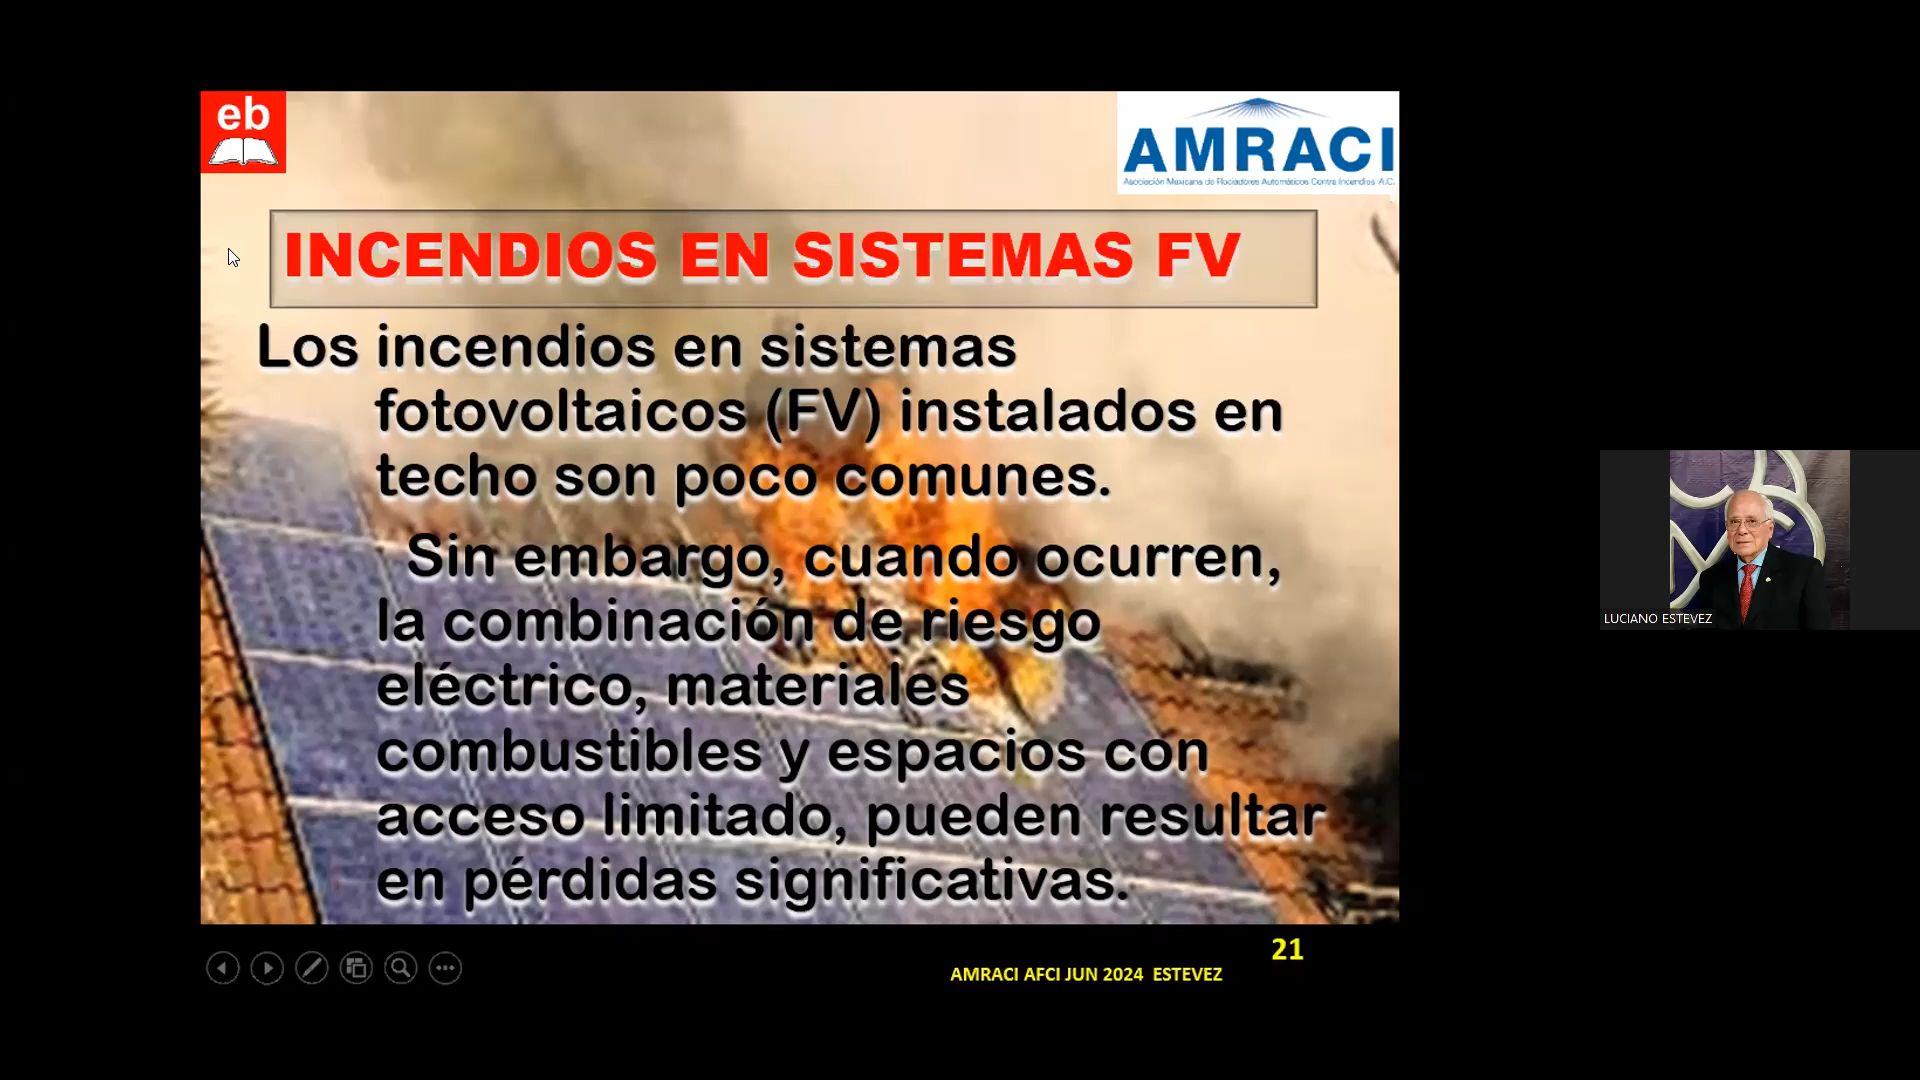 eb
AMRACI
Asociación Mexicana de Rociadores Automáticos Contra Incendios A.C.
INCENDIOS EN SISTEMAS FV
Los incendios en sistemas
fotovoltaicos (FV) instalados en
techo son poco comunes.
Sin embargo, cuando ocurren,
la combinación de riesgo
eléctrico, materiales
combustibles y espacios con
acceso limitado, pueden resultar
en pérdidas significativas.
LUCIANO ESTEVEZ
21
AMRACI AFCI JUN 2024 ESTEVEZ